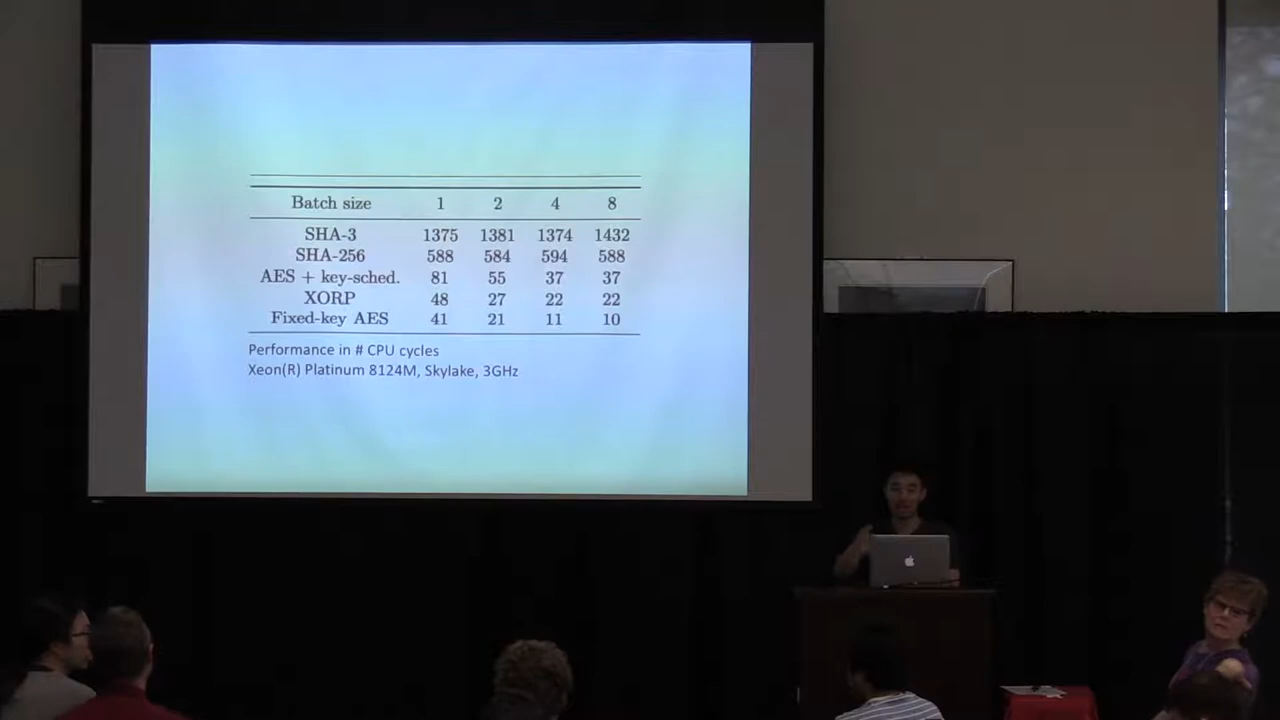 Batch size 1 2 4 8
SHA-3 1375 1381 1374 1432
SHA-256 588 584 594 588
AES + key-sched. 81 55 37 37
XORP 48 27 22 22
Fixed-key AES 41 21 11 10
Performance in # CPU cycles
Xeon(R) Platinum 8124M, Skylake, 3GHz